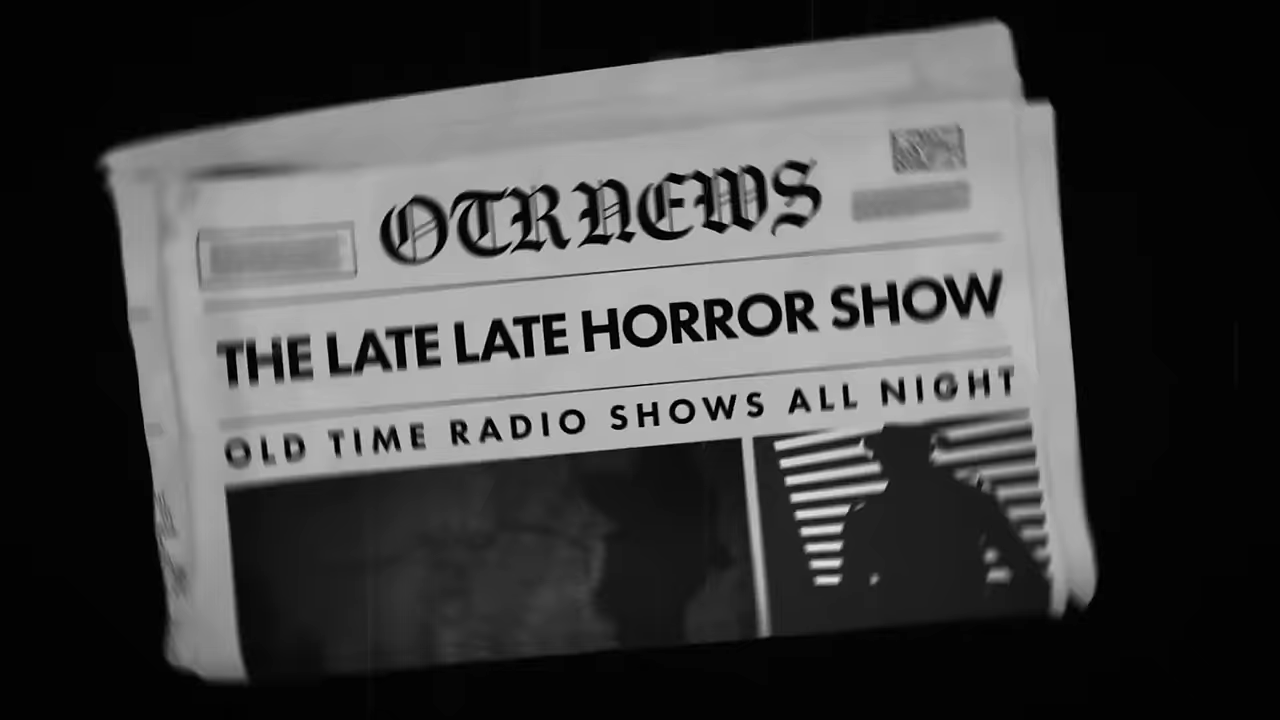 OTRNEWS
THE LATE LATE HORROR SHOW
OLD TIME RADIO SHOWS ALL NIGHT